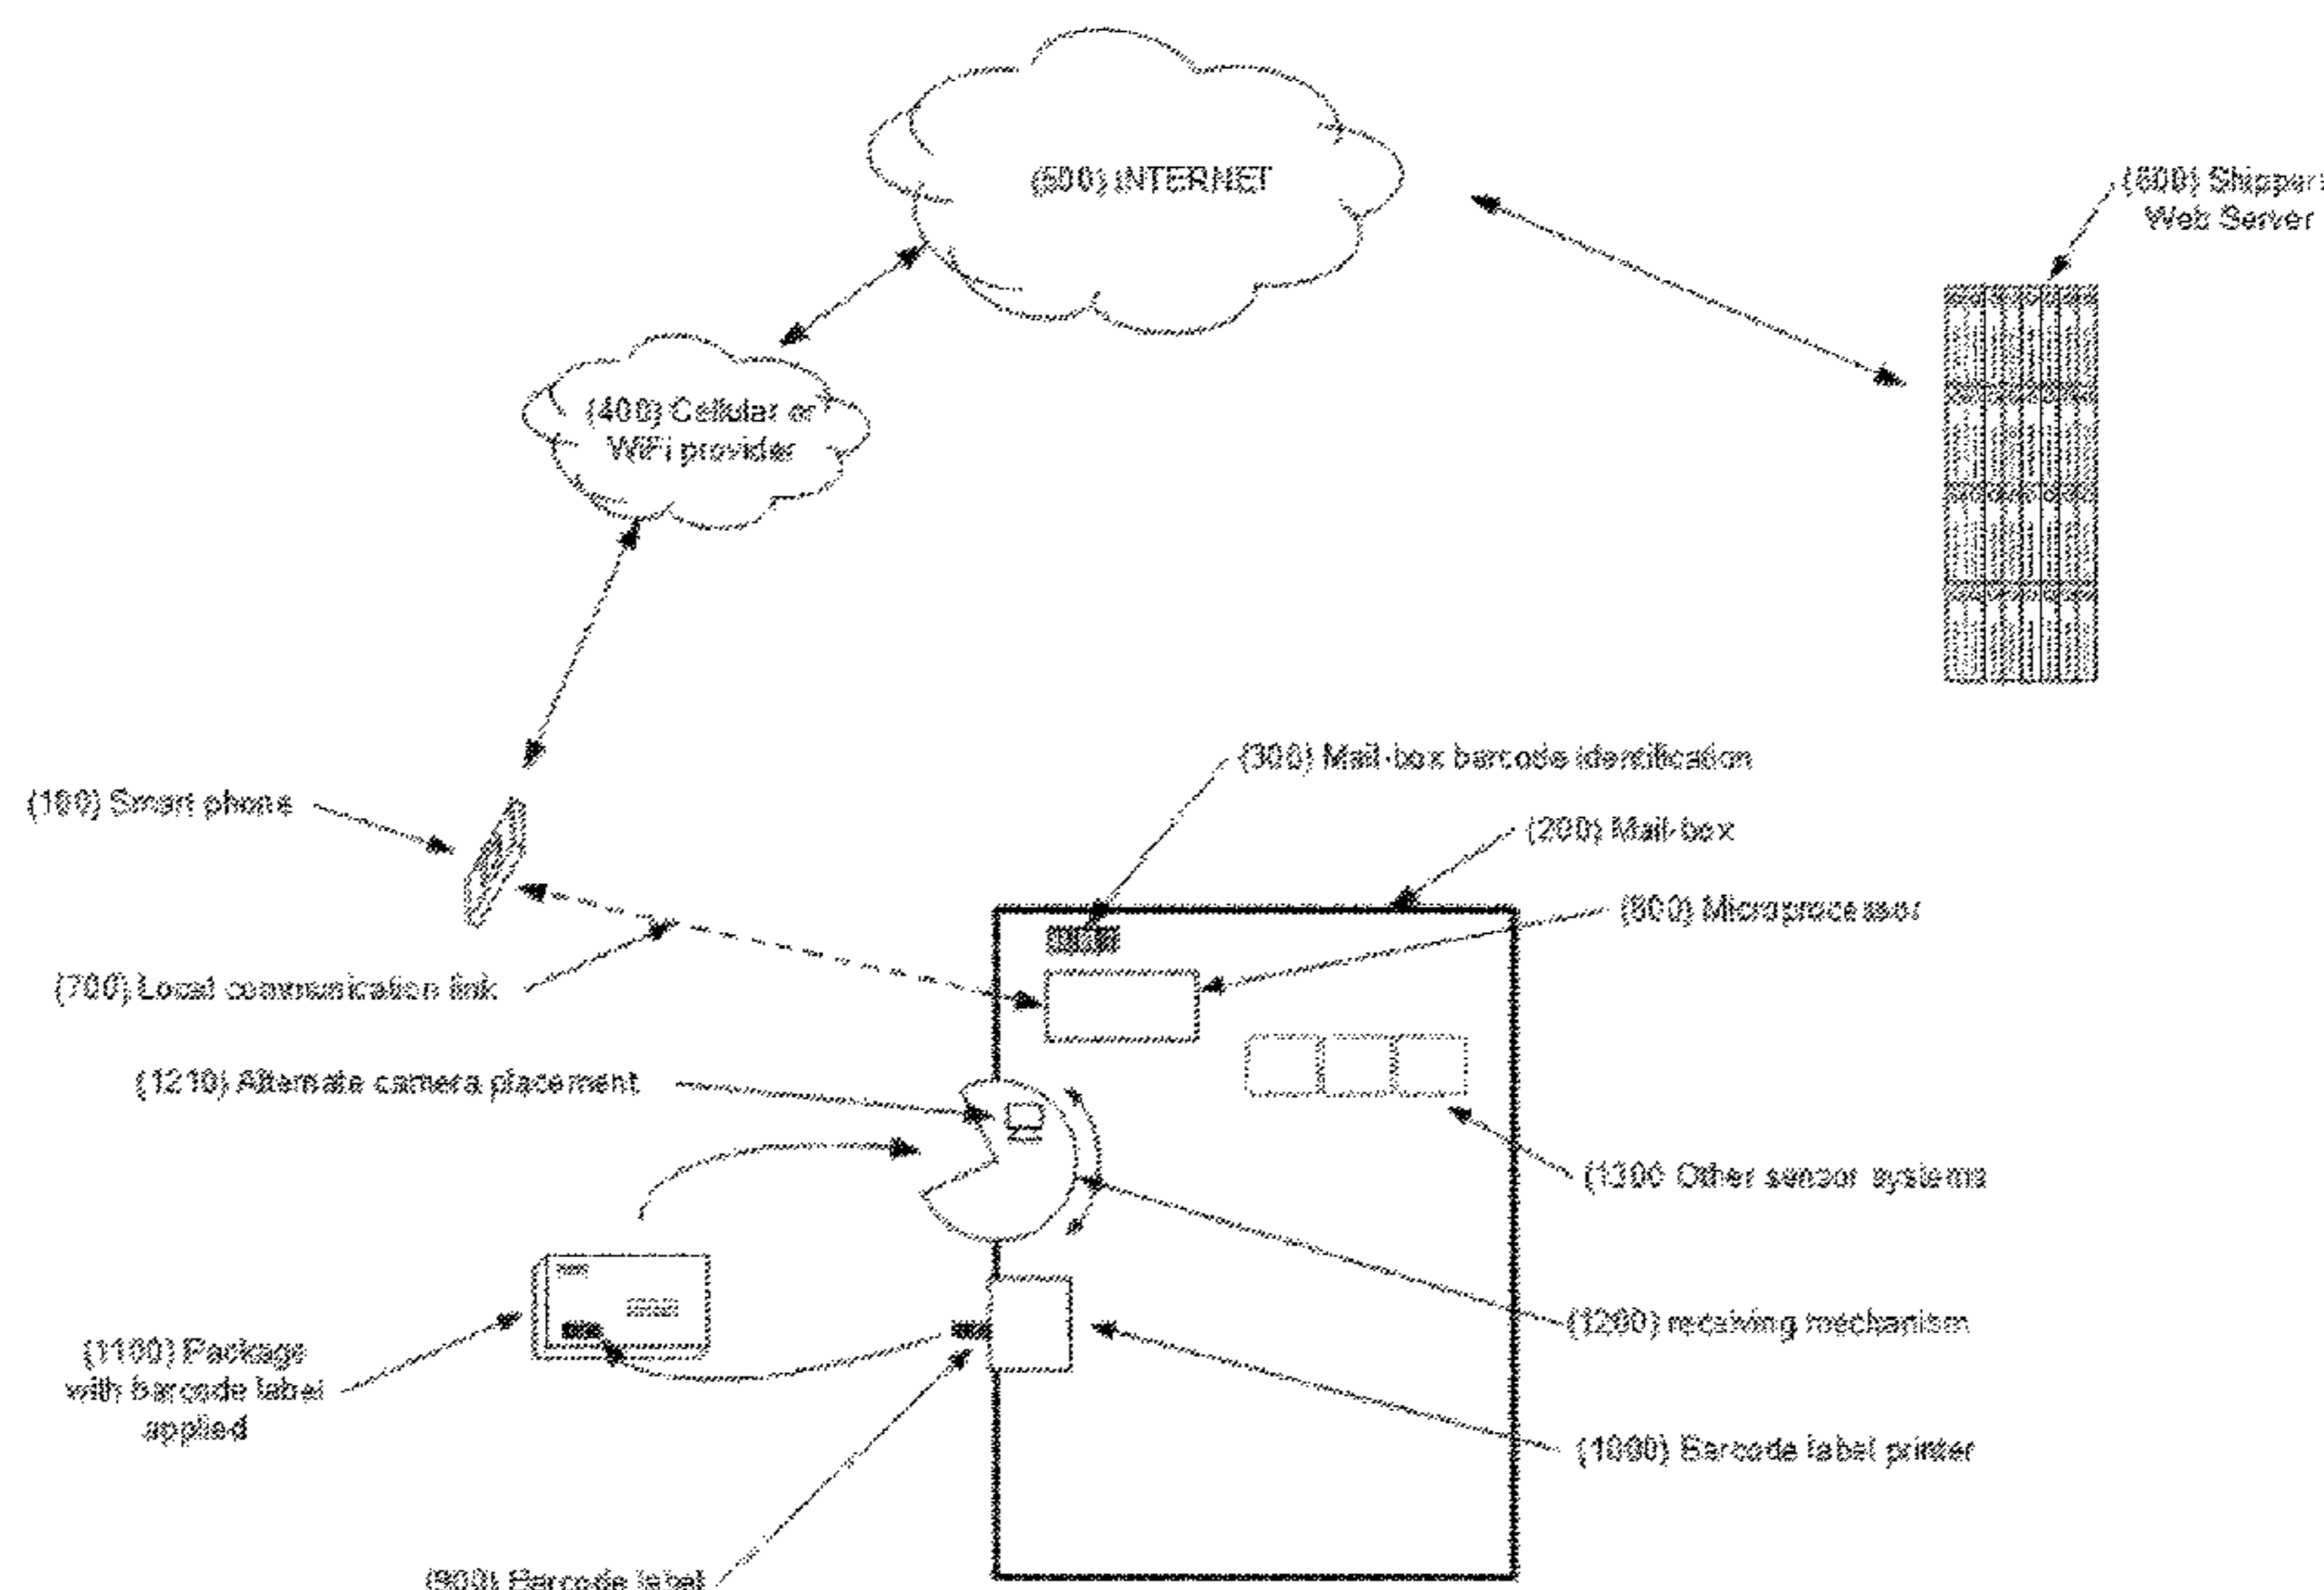 (500) INTERNET
(600) Shipper
Web Server
(400) Cellular or
WiFi provider
(300) Mail-box barcode identification
(100) Smart phone
(200) Mail-box
(800) Microprocessor
(700) Local communication link
(1210) Alternate camera placement
(1300 Other sensor systems
(1200) receiving mechanism
(1100) Package
with barcode label
applied
(1000) Barcode label printer
(900) Barcode label